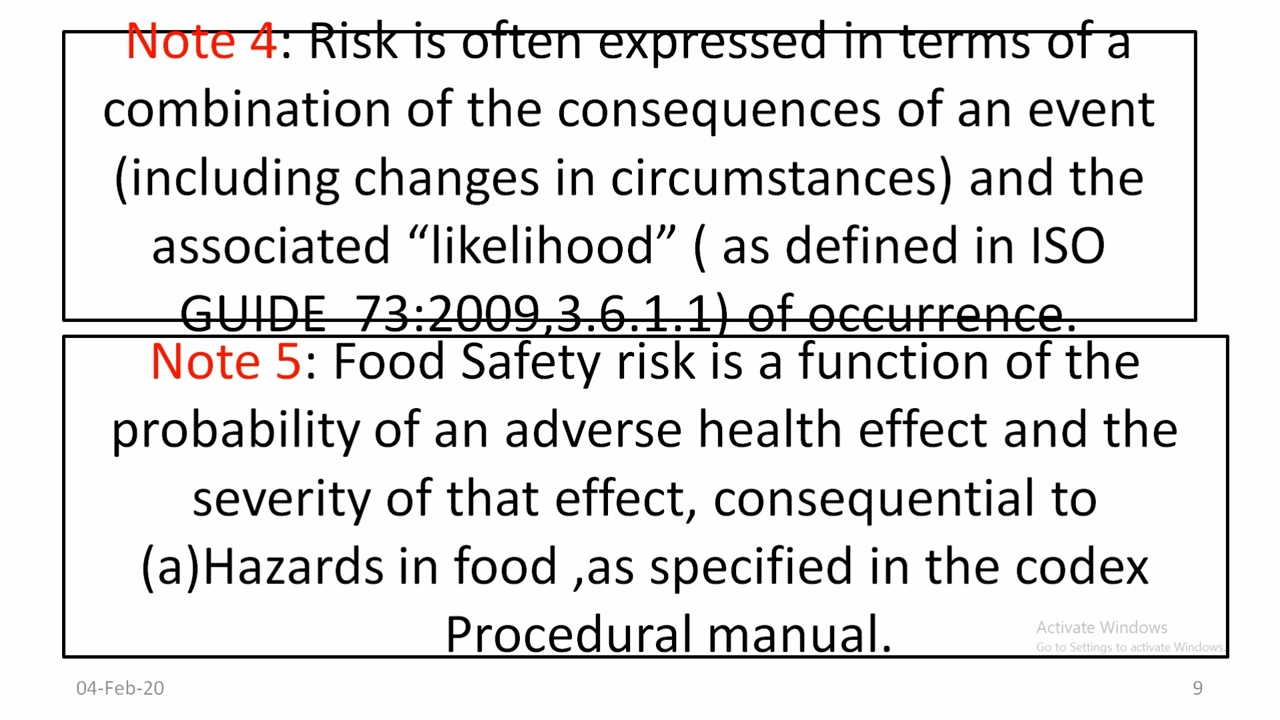 Note 4: Risk is often expressed in terms of a
combination of the consequences of an event
(including changes in circumstances) and the
associated “likelihood” ( as defined in ISO
GUIDE  73:2009,3.6.1.1) of occurrence.
Note 5: Food Safety risk is a function of the
probability of an adverse health effect and the
severity of that effect, consequential to
(a)Hazards in food ,as specified in the codex
Procedural manual.
Activate Windows
Go to Settings to activate Windows.
04-Feb-20
9